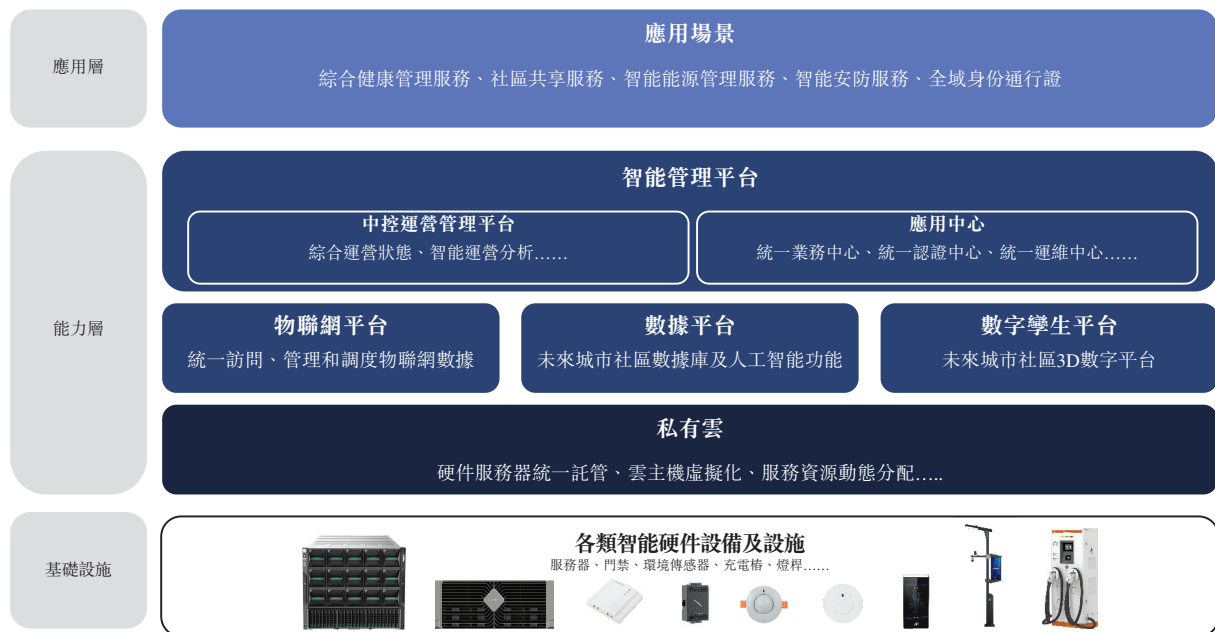 應用層
應用場景
綜合健康管理服務、社區共享服務、智能能源管理服務、智能安防服務、全域身份通行證
能力層
智能管理平台
中控運營管理平台
綜合運營狀態、智能運營分析......
應用中心
統一業務中心、統一認證中心、統一運維中心......
物聯網平台
統一訪問、管理和調度物聯網數據
數據平台
未來城市社區數據庫及人工智能功能
數字孿生平台
未來城市社區3D數字平台
私有雲
硬件服務器統一託管、雲主機虛擬化、服務資源動態分配.....
基礎設施
各類智能硬件設備及設施
服務器、門禁、環境傳感器、充電樁、燈桿......